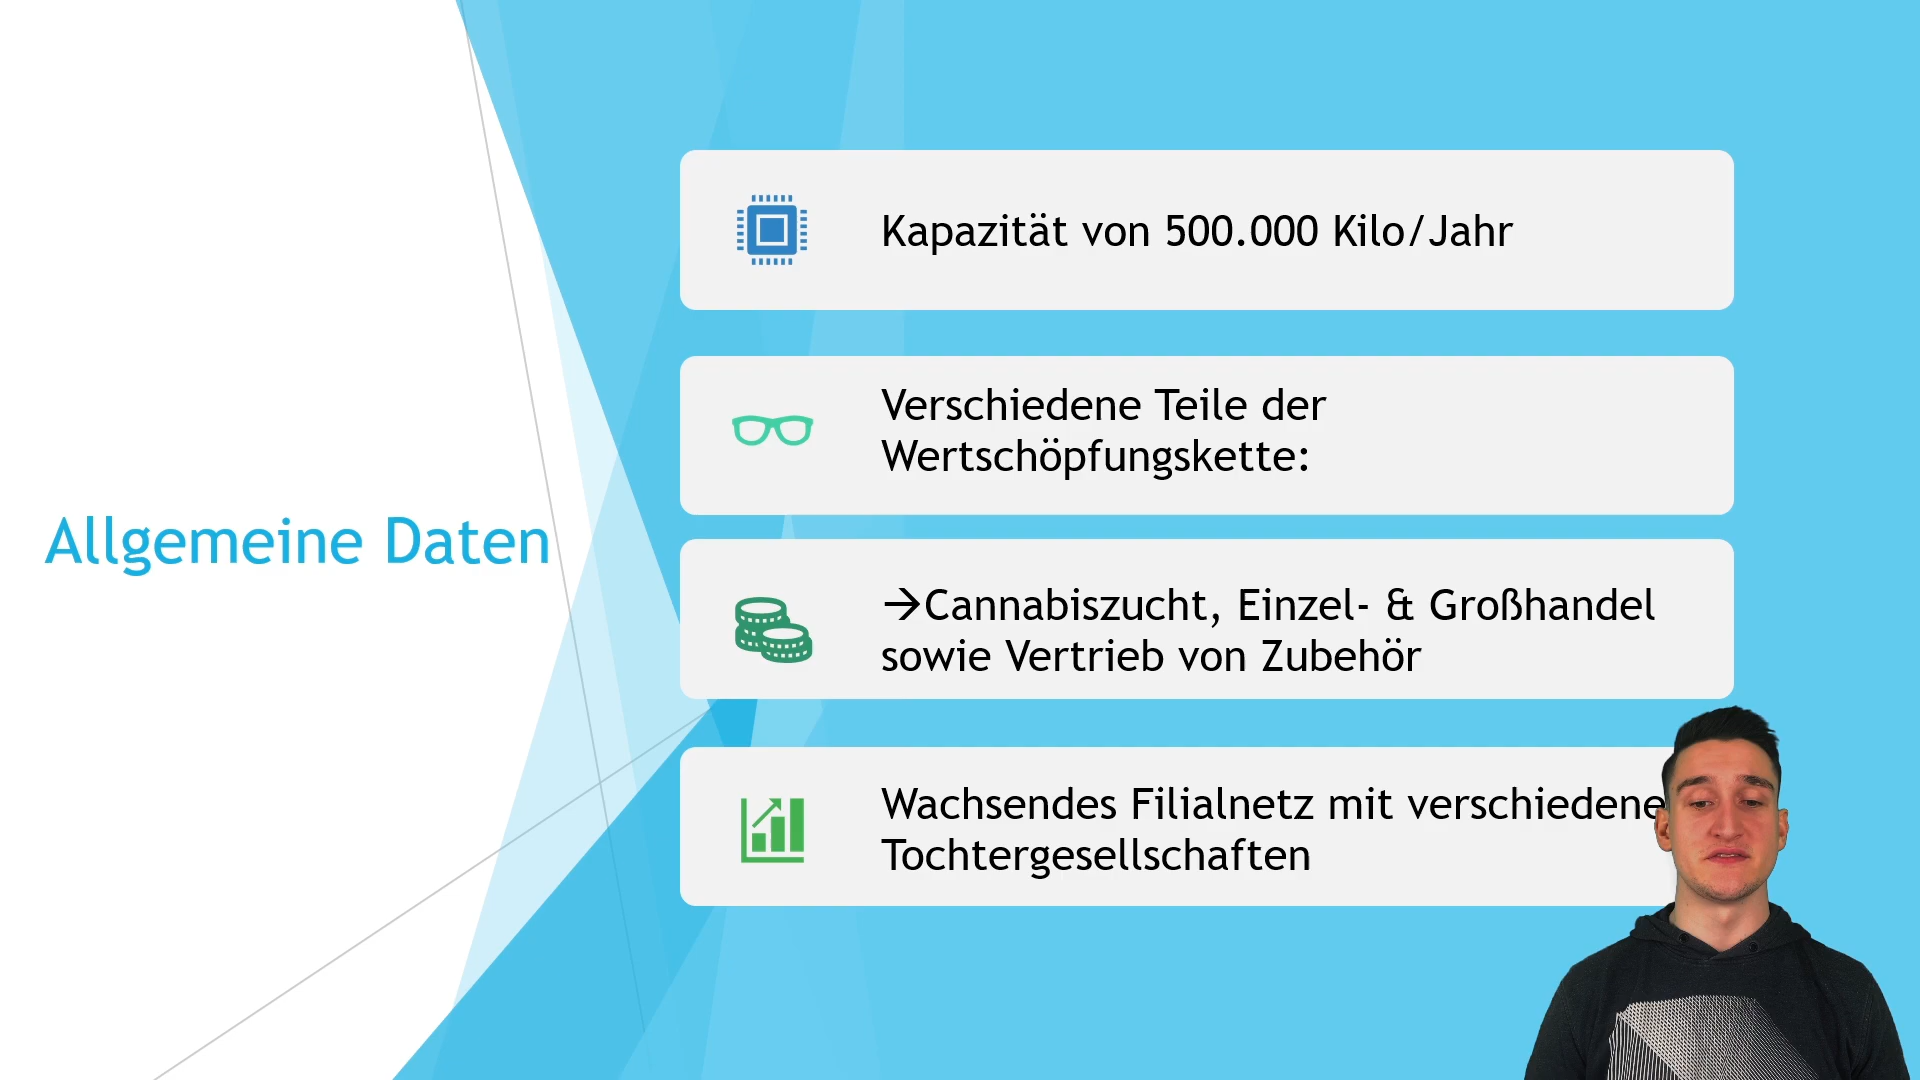 Allgemeine Daten
Kapazität von 500.000 Kilo/Jahr
Verschiedene Teile der
Wertschöpfungskette:
→Cannabiszucht, Einzel- & Großhandel
sowie Vertrieb von Zubehör
Wachsendes Filialnetz mit verschiedene
Tochtergesellschaften